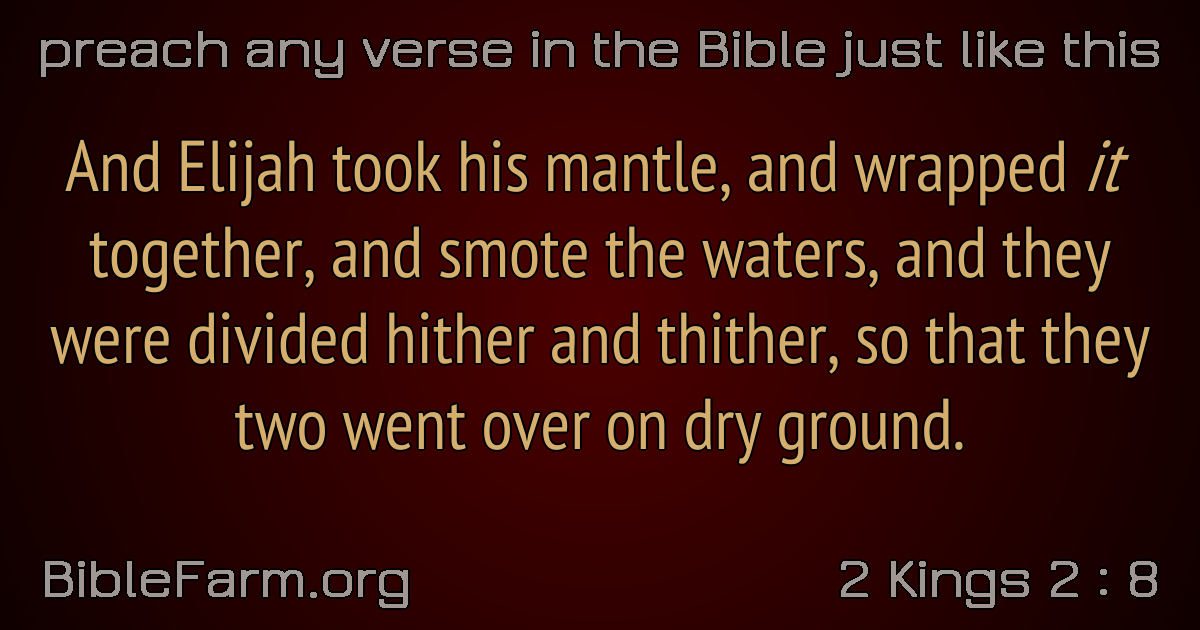 preach any verse in the Bible just like this
And Elijah took his mantle, and wrapped it
together, and smote the waters, and they
were divided hither and thither, so that they
two went over on dry ground.
BibleFarm.org
2 Kings 2 : 8